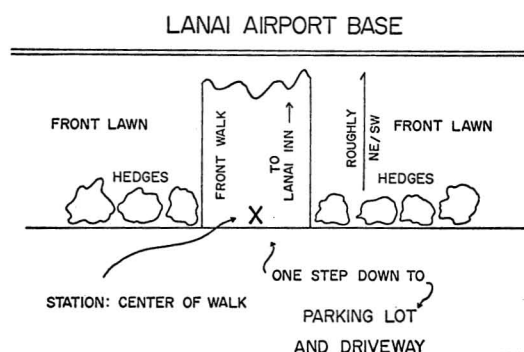 LANAI AIRPORT BASE
FRONT LAWN
HEDGES
FRONT WALK
TO
LANAI INN
ROUGHLY
NE/SW
FRONT LAWN
HEDGES
X
STATION: CENTER OF WALK
ONE STEP DOWN TO
PARKING LOT
AND DRIVEWAY